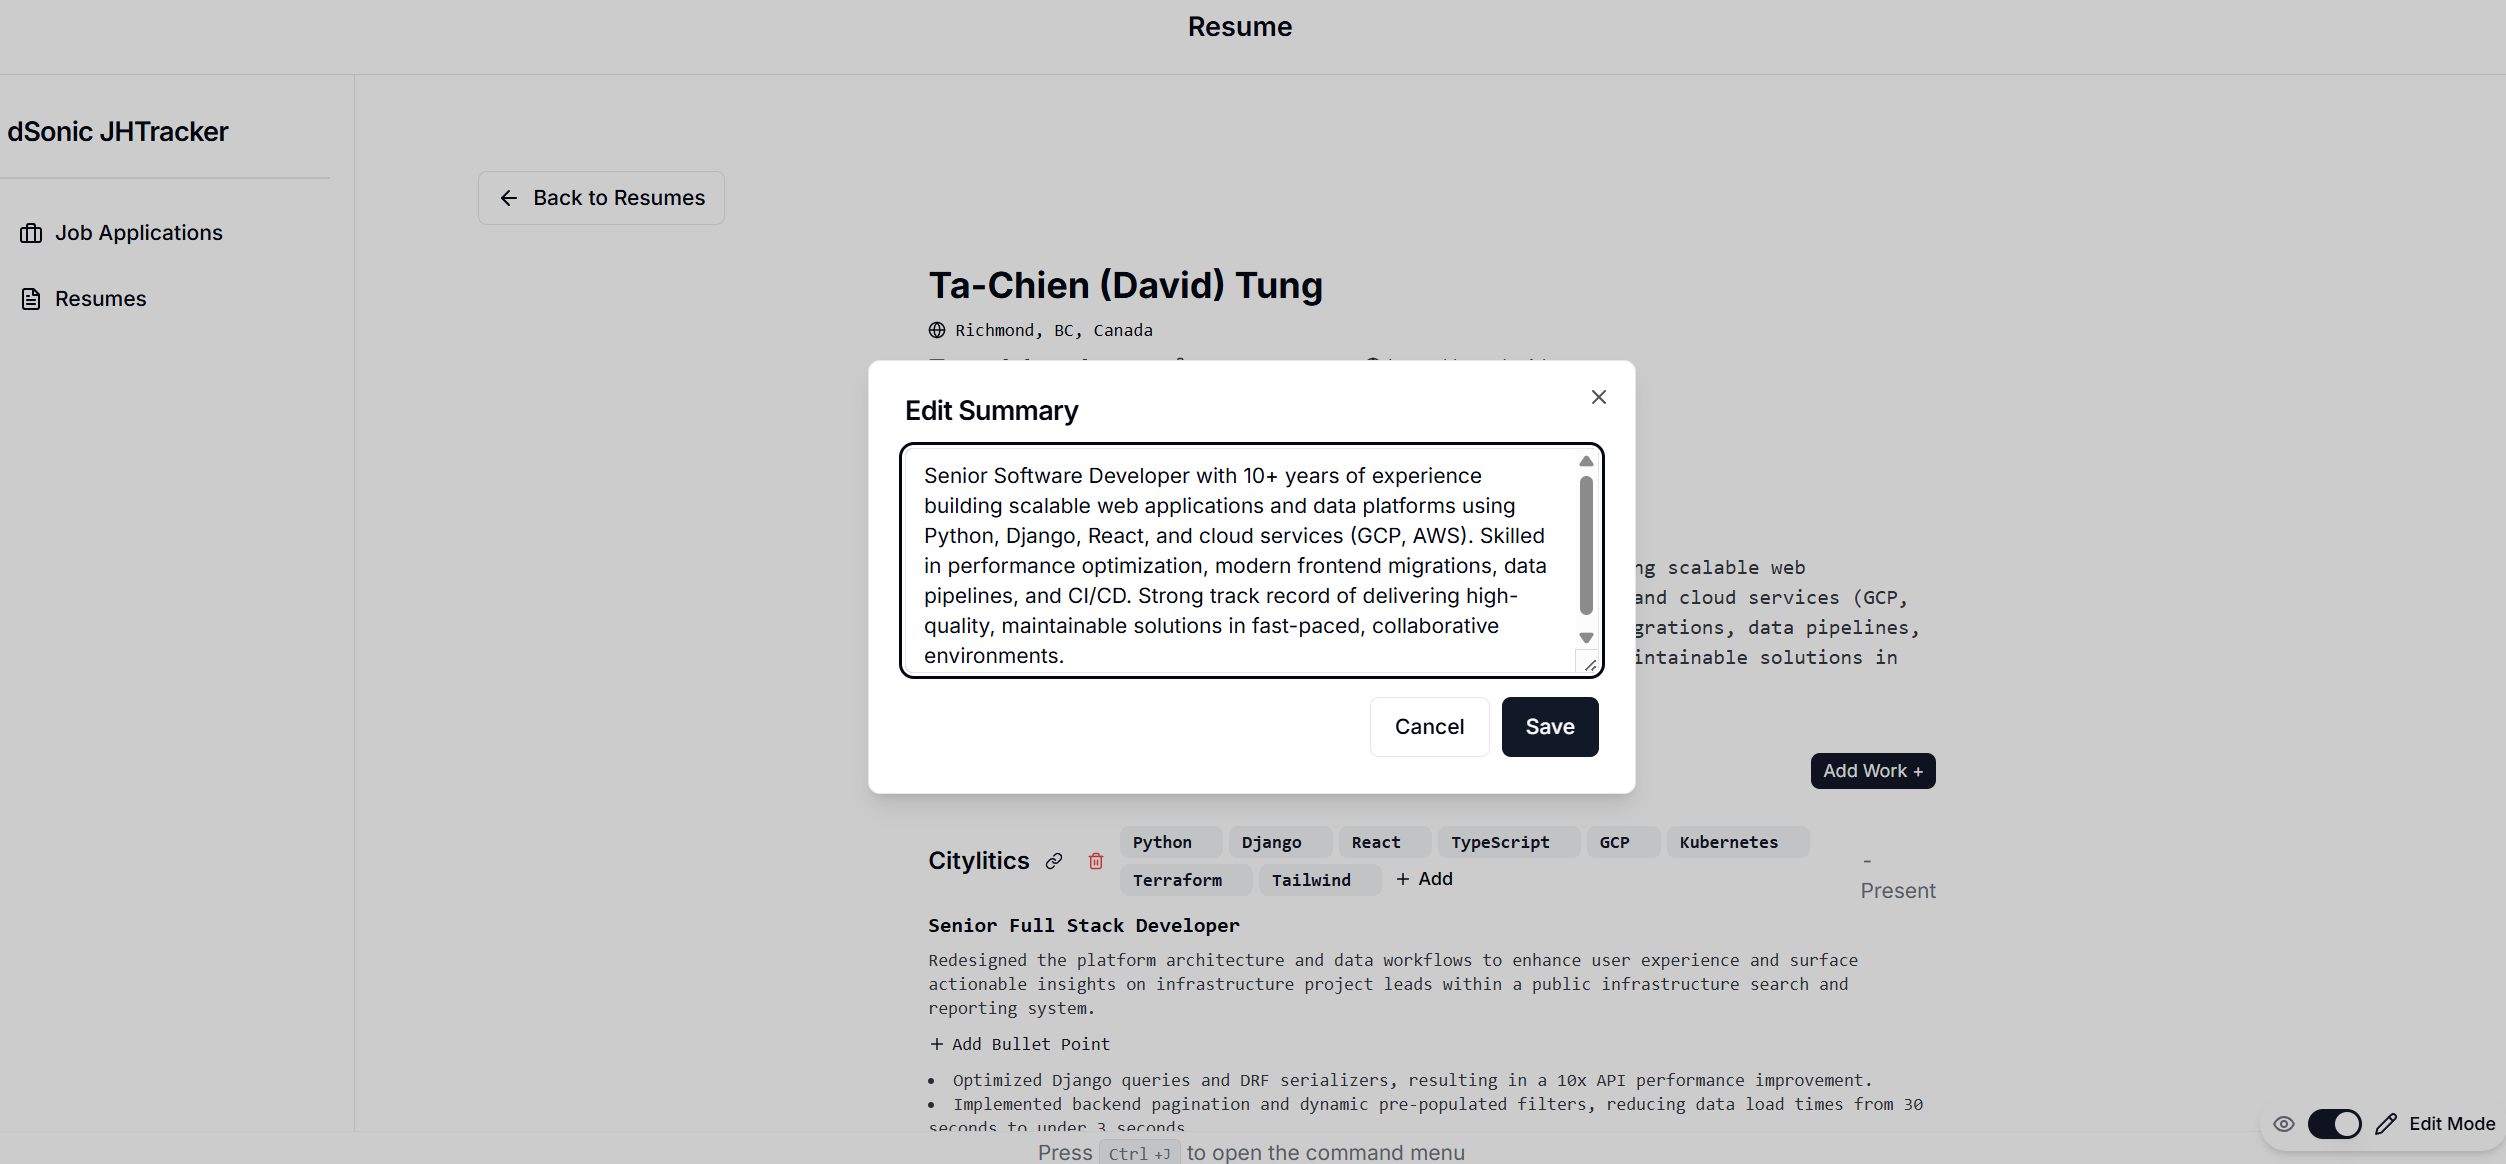 Resume
dSonic JHTracker
Job Applications
Resumes
Back to Resumes
Ta-Chien (David) Tung
Richmond, BC, Canada
Edit Summary
Senior Software Developer with 10+ years of experience
building scalable web applications and data platforms using
Python, Django, React, and cloud services (GCP, AWS). Skilled
in performance optimization, modern frontend migrations, data
pipelines, and CI/CD. Strong track record of delivering high-
quality, maintainable solutions in fast-paced, collaborative
environments.
Cancel
Save
scalable web
and cloud services (GCP,
data pipelines,
solutions in
Add Work +
Citylitics
Python
Django
React
TypeScript
GCP
Kubernetes
Terraform
Tailwind
+ Add
-
Present
Senior Full Stack Developer
Redesigned the platform architecture and data workflows to enhance user experience and surface
actionable insights on infrastructure project leads within a public infrastructure search and
reporting system.
+ Add Bullet Point
• Optimized Django queries and DRF serializers, resulting in a 10x API performance improvement.
• Implemented backend pagination and dynamic pre-populated filters, reducing data load times from 30
seconds to under 3 seconds
Press Ctrl +J to open the command menu
Edit Mode